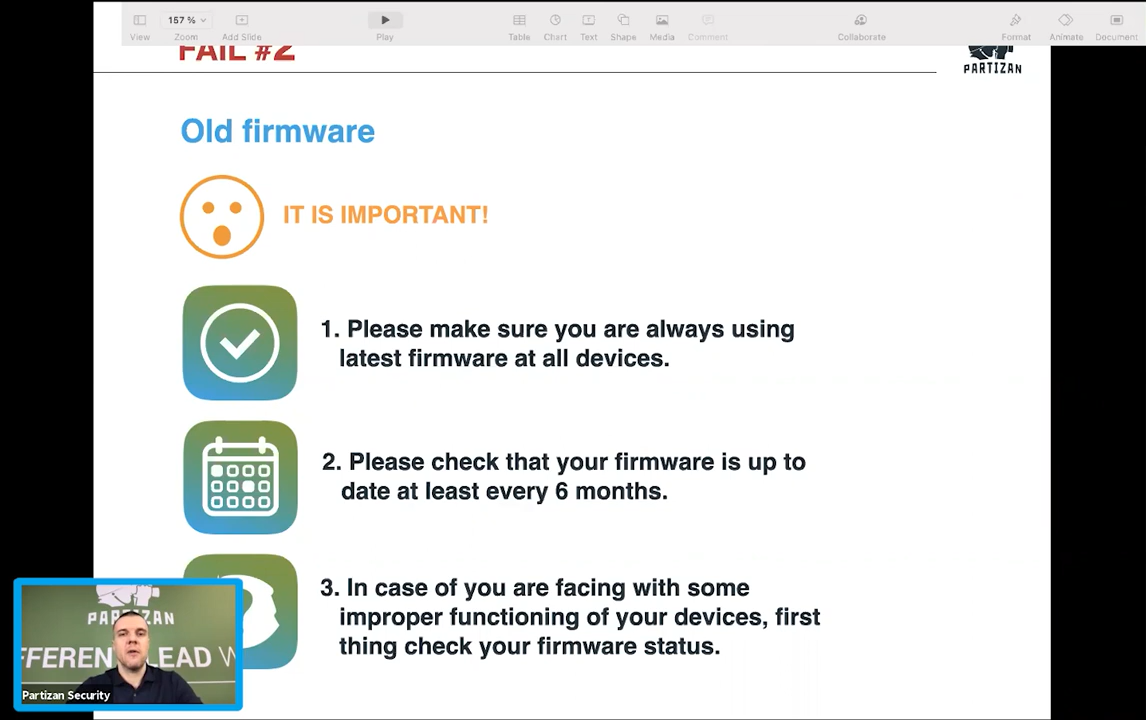 157 %
View
Zoom
Add Slide
Play
Table
Chart
Text
Shape
Media
Comment
Collaborate
Format
Animate
Document
FAIL #2
PARTIZAN
Old firmware
IT IS IMPORTANT!
1. Please make sure you are always using
latest firmware at all devices.
2. Please check that your firmware is up to
date at least every 6 months.
3. In case of you are facing with some
improper functioning of your devices, first
thing check your firmware status.
PARTIZAN
FFERENT LEAD W
Partizan Security